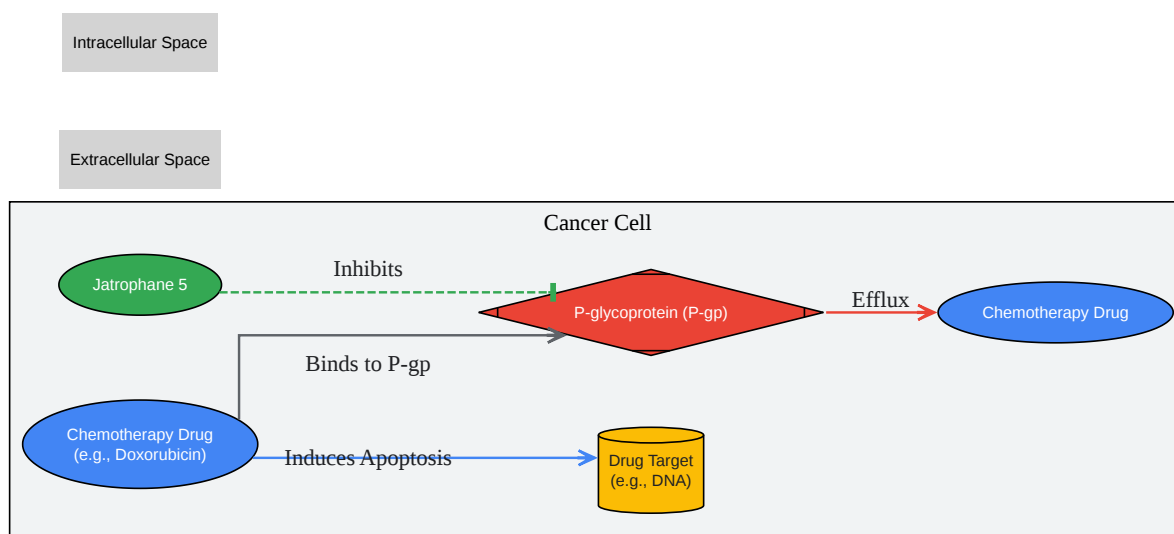 Intracellular Space
Extracellular Space
Cancer Cell
Jatrophane 5
Inhibits
P-glycoprotein (P-gp)
Efflux
Chemotherapy Drug
Binds to P-gp
Chemotherapy Drug
(e.g., Doxorubicin)
Induces Apoptosis
Drug Target
(e.g., DNA)